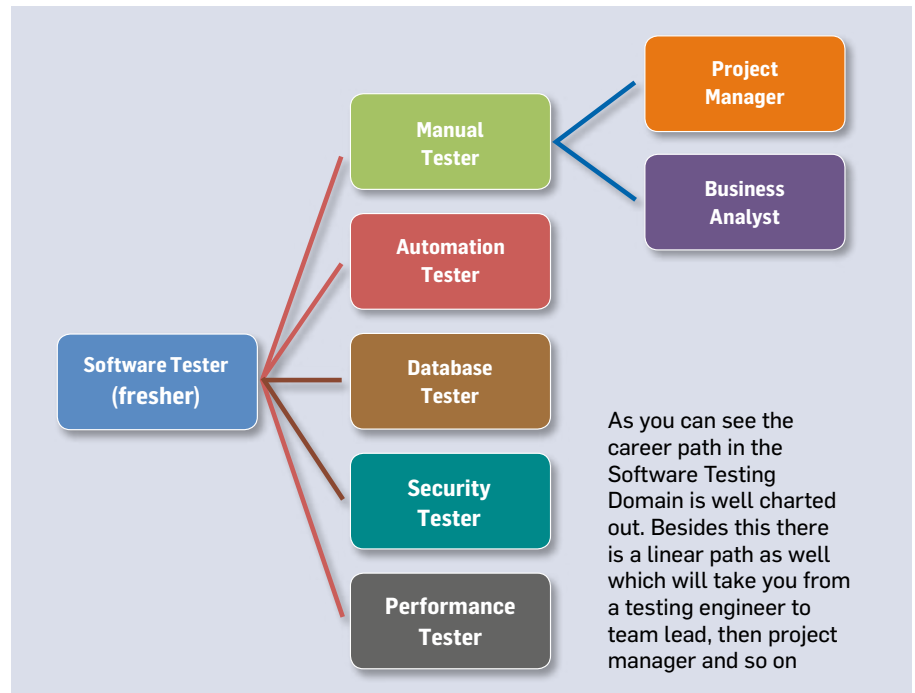 Project
Manager
Manual
Tester
Business
Analyst
Automation
Tester
Software Tester
(fresher)
Database
Tester
Security
Tester
Performance
Tester
As you can see the
career path in the
Software Testing
Domain is well charted
out. Besides this there
is a linear path as well
which will take you from
a testing engineer to
team lead, then project
manager and so on